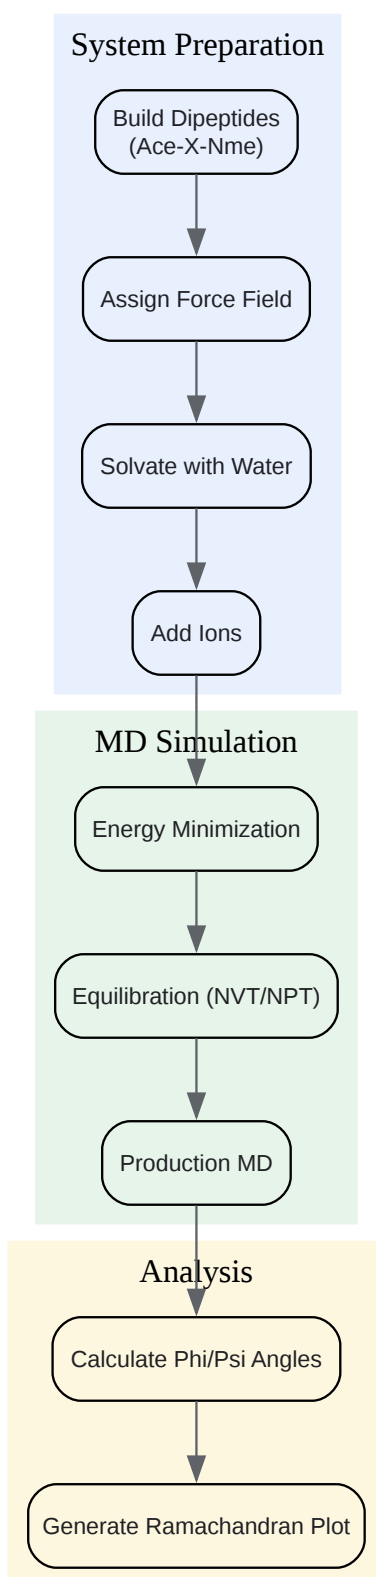 System Preparation
Build Dipeptides
(Ace-X-Nme)
Assign Force Field
Solvate with Water
Add Ions
MD Simulation
Energy Minimization
Equilibration (NVT/NPT)
Production MD
Analysis
Calculate Phi/Psi Angles
Generate Ramachandran Plot